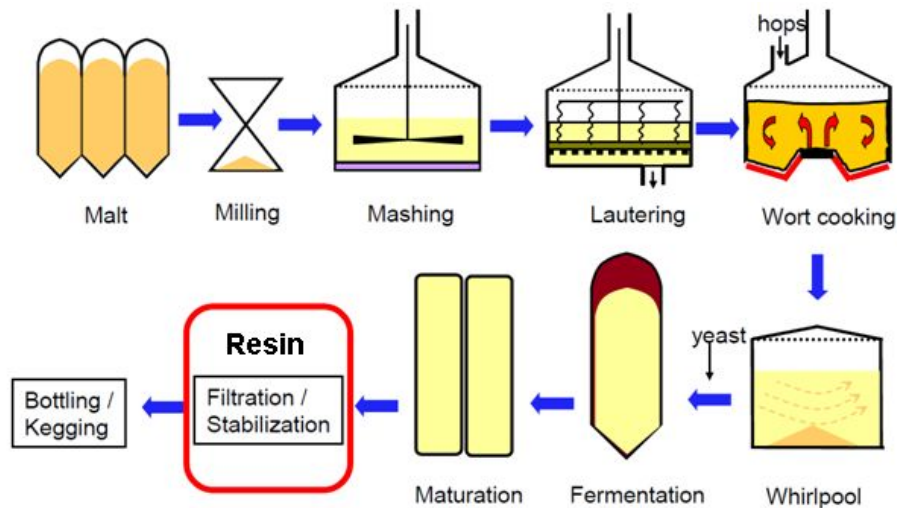 hops
Malt
Milling
Mashing
Lautering
Wort cooking
Resin
yeast
Bottling /
Kegging
Filtration /
Stabilization
Maturation
Fermentation
Whirlpool